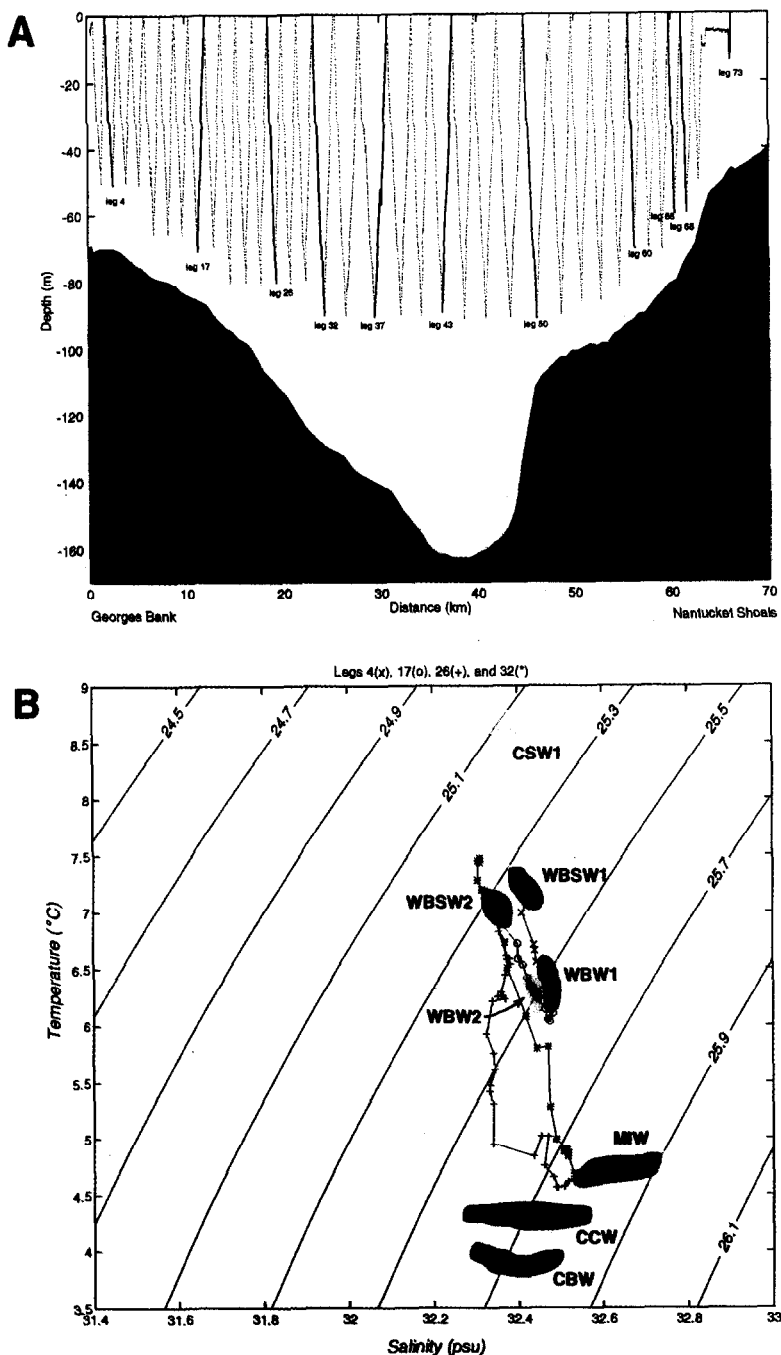 A
0
-20
-40
-60
-80
-100
-120
-140
-160
Depth (m)
leg 4
leg 17
leg 26
leg 32
leg 37
leg 43
leg 50
leg 60
leg 68
leg 73
0 10 20 30 40 50 60 70
Georges Bank
Distance (km)
Nantucket Shoals
B
Legs 4(x), 17(o), 26(+), and 32(*)
9
8.5
8
7.5
7
6.5
6
5.5
5
4.5
4
3.5
Temperature (°C)
24.5
24.7
24.9
25.1
25.3
25.5
25.7
25.9
26.1
CSW1
WBSW1
WBSW2
WBW1
WBW2
MIW
CCW
CBW
31.4 31.6 31.8 32 32.2 32.4 32.6 32.8 33
Salinity (psu)